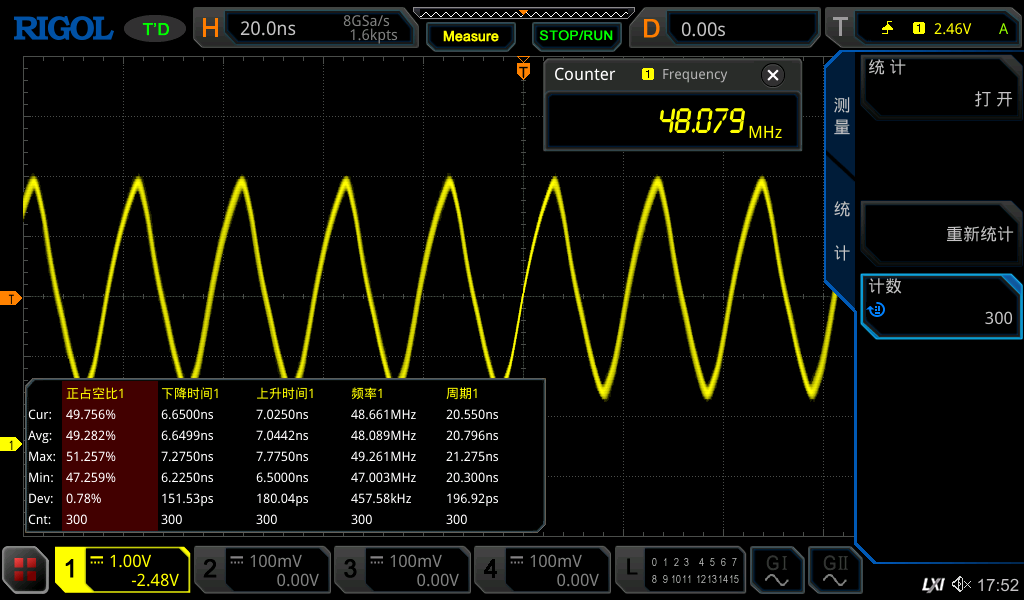 RIGOL T'D H 20.0ns 8GSa/s 1.6kpts Measure STOP/RUN D 0.00s T 1 2.46V A
T
Counter 1 Frequency
48.079 MHz
统计
打开
测量
统计
重新统计
计数
300
T
1
正占空比1 下降时间1 上升时间1 频率1 周期1
Cur: 49.756% 6.6500ns 7.0250ns 48.661MHz 20.550ns
Avg: 49.282% 6.6499ns 7.0442ns 48.089MHz 20.796ns
Max: 51.257% 7.2750ns 7.7750ns 49.261MHz 21.275ns
Min: 47.259% 6.2250ns 6.5000ns 47.003MHz 20.300ns
Dev: 0.78% 151.53ps 180.04ps 457.58kHz 196.92ps
Cnt: 300 300 300 300 300
1 1.00V -2.48V 2 100mV 0.00V 3 100mV 0.00V 4 100mV 0.00V L 0 1 2 3 4 5 6 7 8 9 10 11 12 13 14 15 GI GII
LXI 17:52